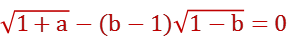 √(1 + a) − (b − 1)√(1 − b) = 0